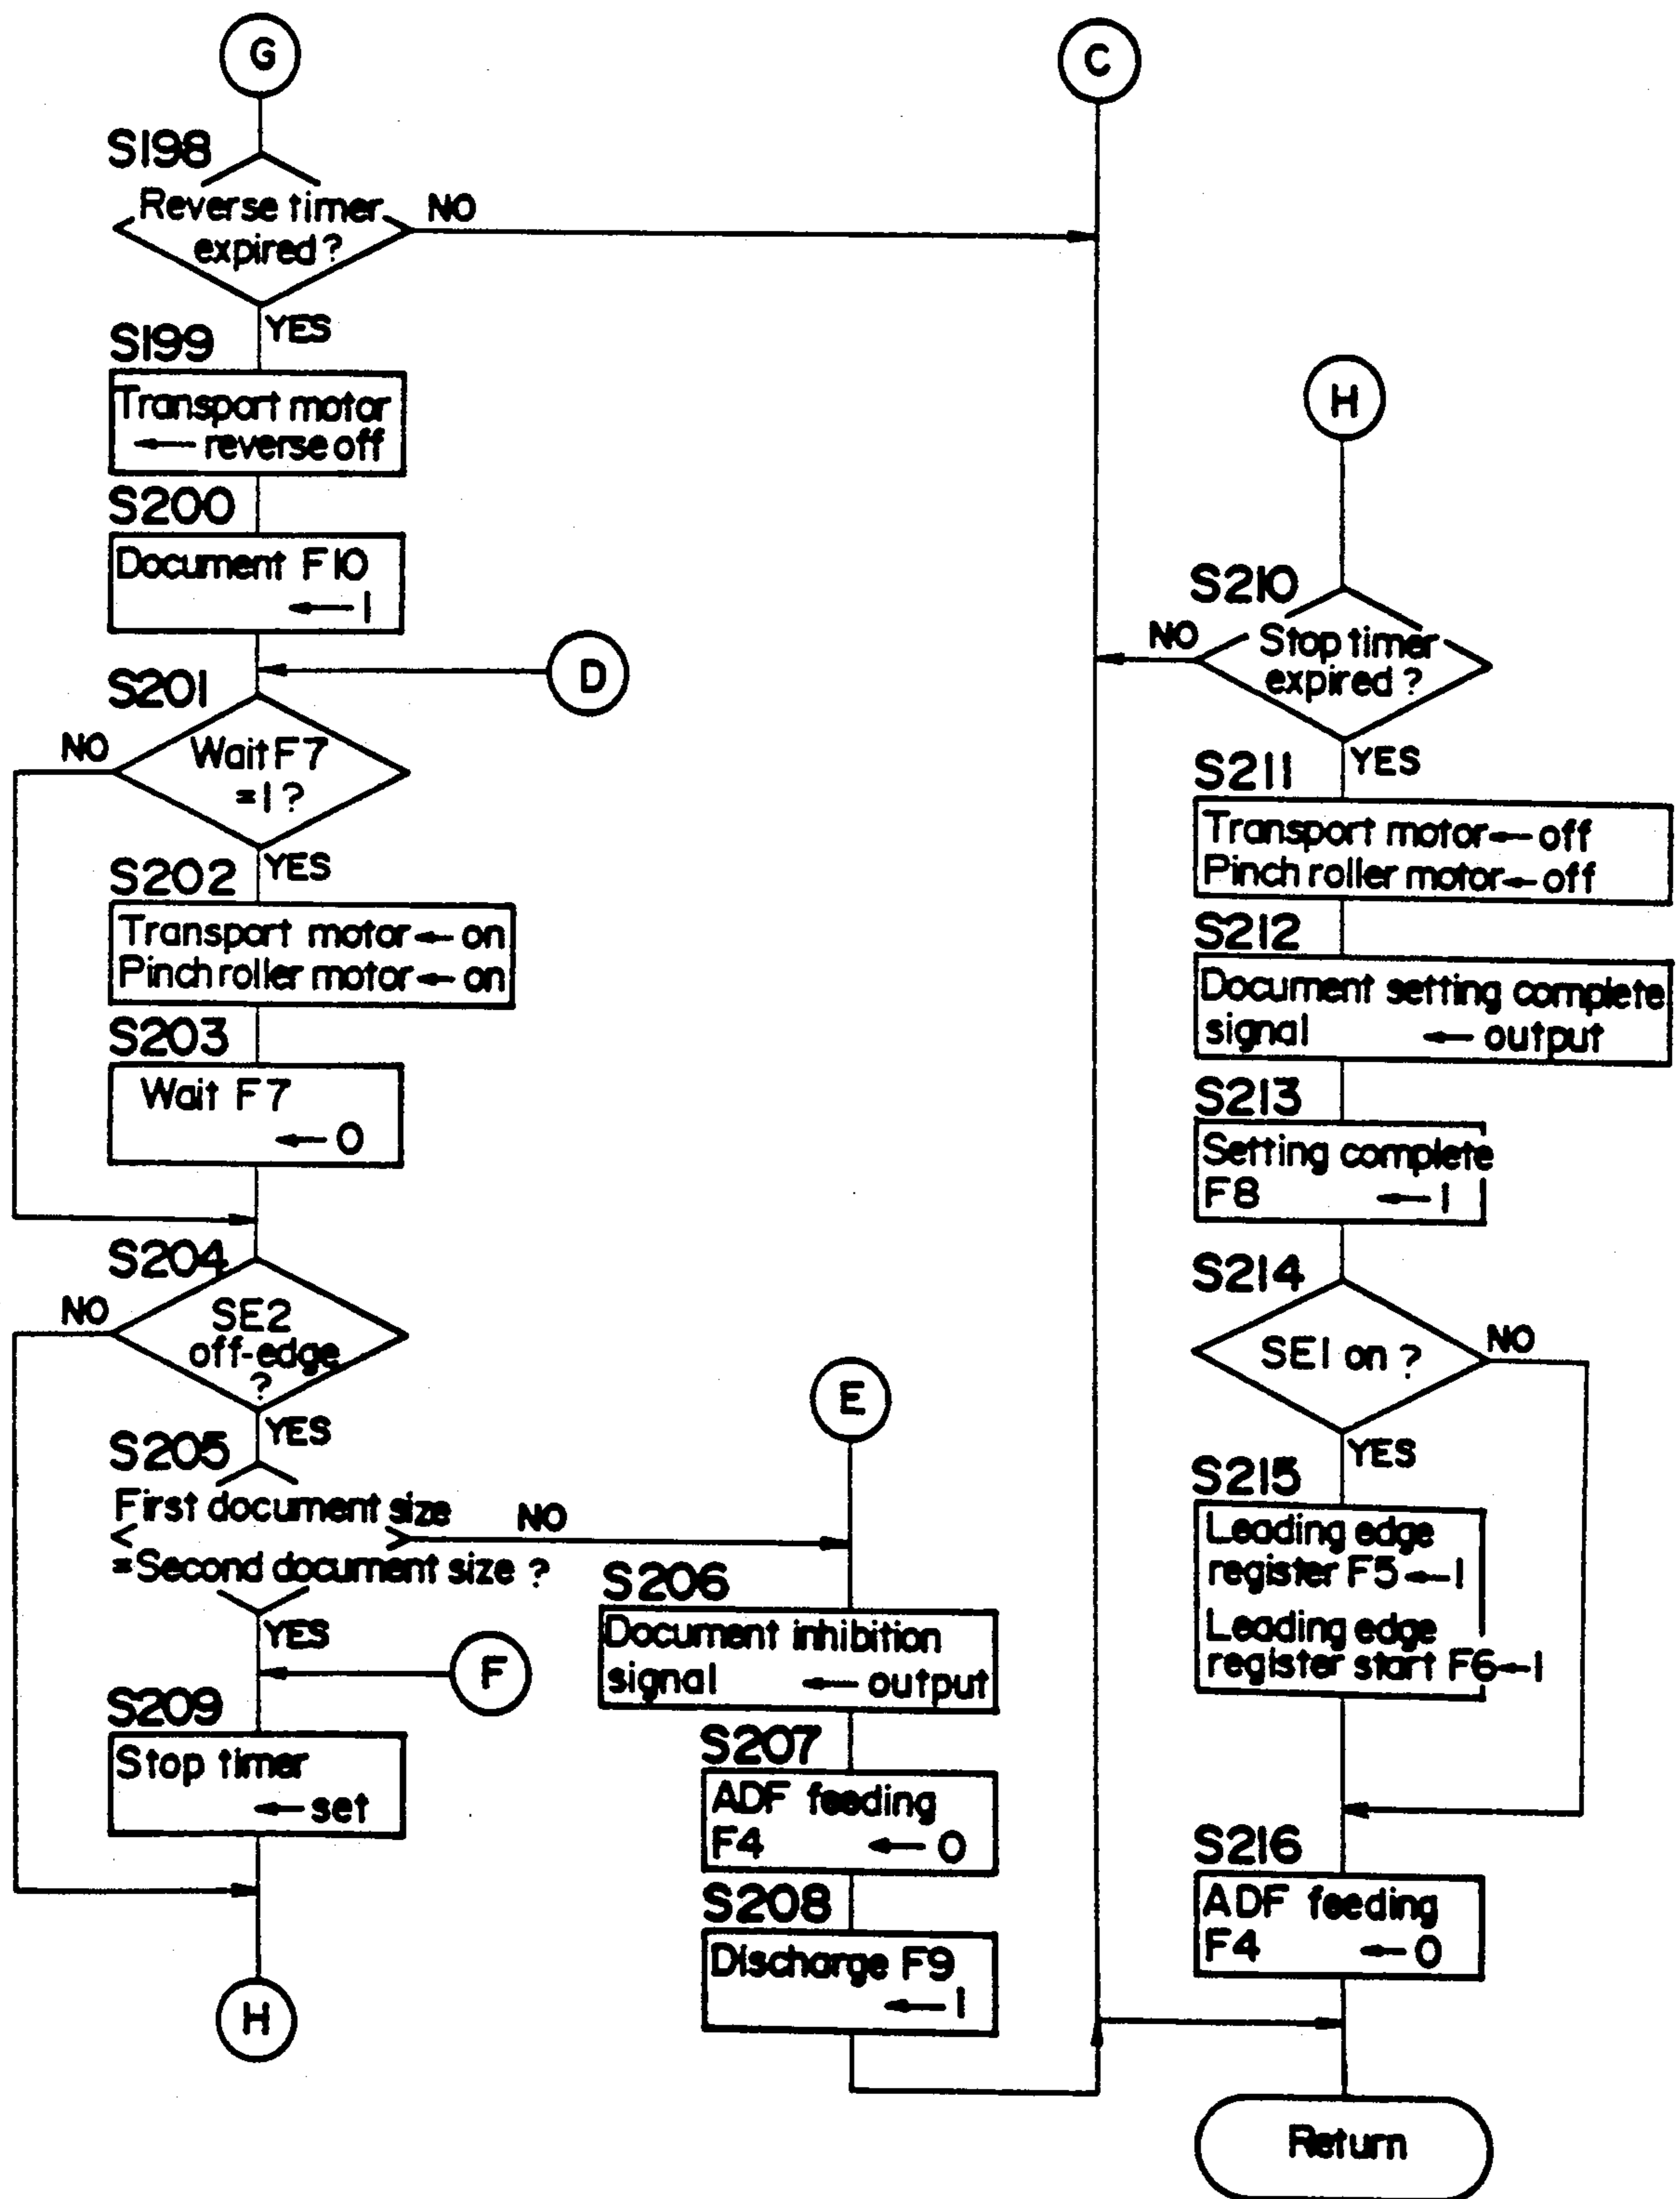 G
S198
Reverse timer
expired?
NO
YES
S199
Transport motor
← reverse off
S200
Document F10
← 1
D
S201
Wait F7
=1?
NO
YES
S202
Transport motor ← on
Pinch roller motor ← on
S203
Wait F7
← 0
S204
SE2
off-edge
?
NO
YES
S205
First document size
=Second document size ?
NO
YES
F
S209
Stop timer
← set
H
E
S206
Document inhibition
signal ← output
S207
ADF feeding
F4 ← 0
S208
Discharge F9
← 1
C
H
S210
Stop timer
expired ?
NO
YES
S211
Transport motor ← off
Pinch roller motor ← off
S212
Document setting complete
signal ← output
S213
Setting complete
F8 ← 1
S214
SE1 on ?
NO
YES
S215
Leading edge
register F5 ← 1
Leading edge
register start F6 ← 1
S216
ADF feeding
F4 ← 0
Return